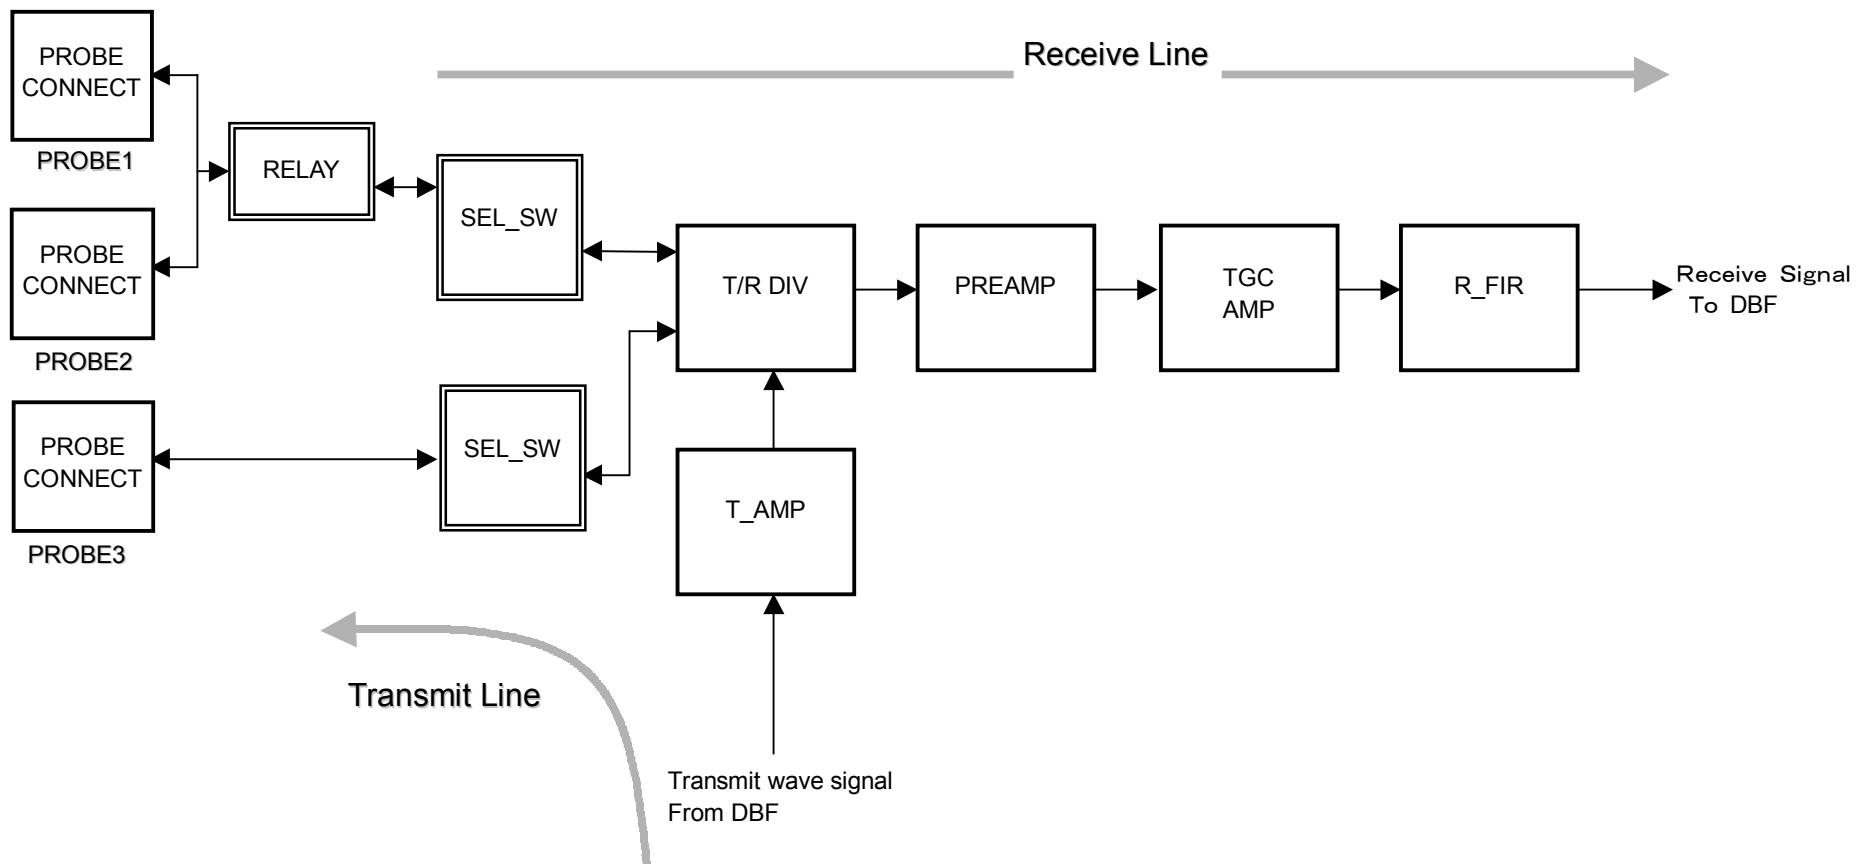 PROBE
CONNECT
PROBE1
Receive Line
RELAY
SEL_SW
PROBE
CONNECT
PROBE2
T/R DIV
PREAMP
TGC
AMP
R_FIR
Receive Signal
To DBF
PROBE
CONNECT
PROBE3
SEL_SW
T_AMP
Transmit Line
Transmit wave signal
From DBF